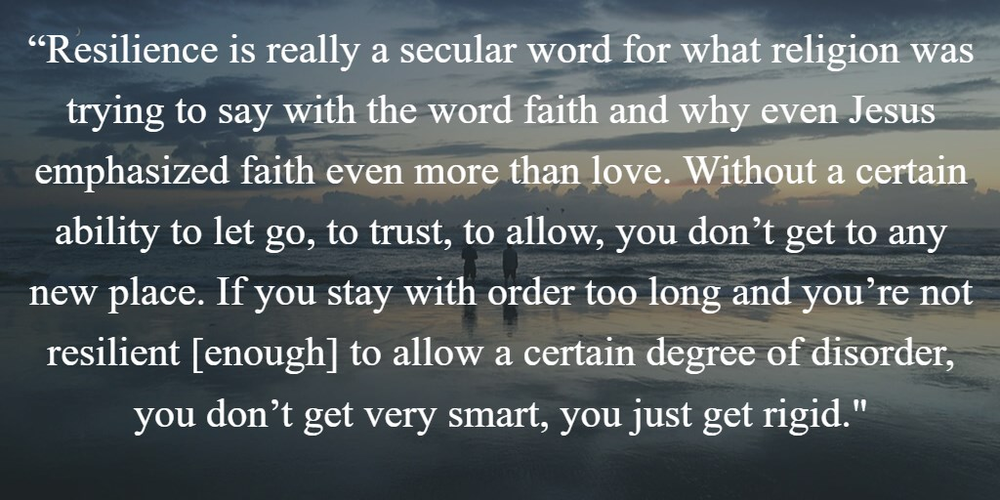 “Resilience is really a secular word for what religion was
trying to say with the word faith and why even Jesus
emphasized faith even more than love. Without a certain
ability to let go, to trust, to allow, you don’t get to any
new place. If you stay with order too long and you’re not
resilient [enough] to allow a certain degree of disorder,
you don’t get very smart, you just get rigid."